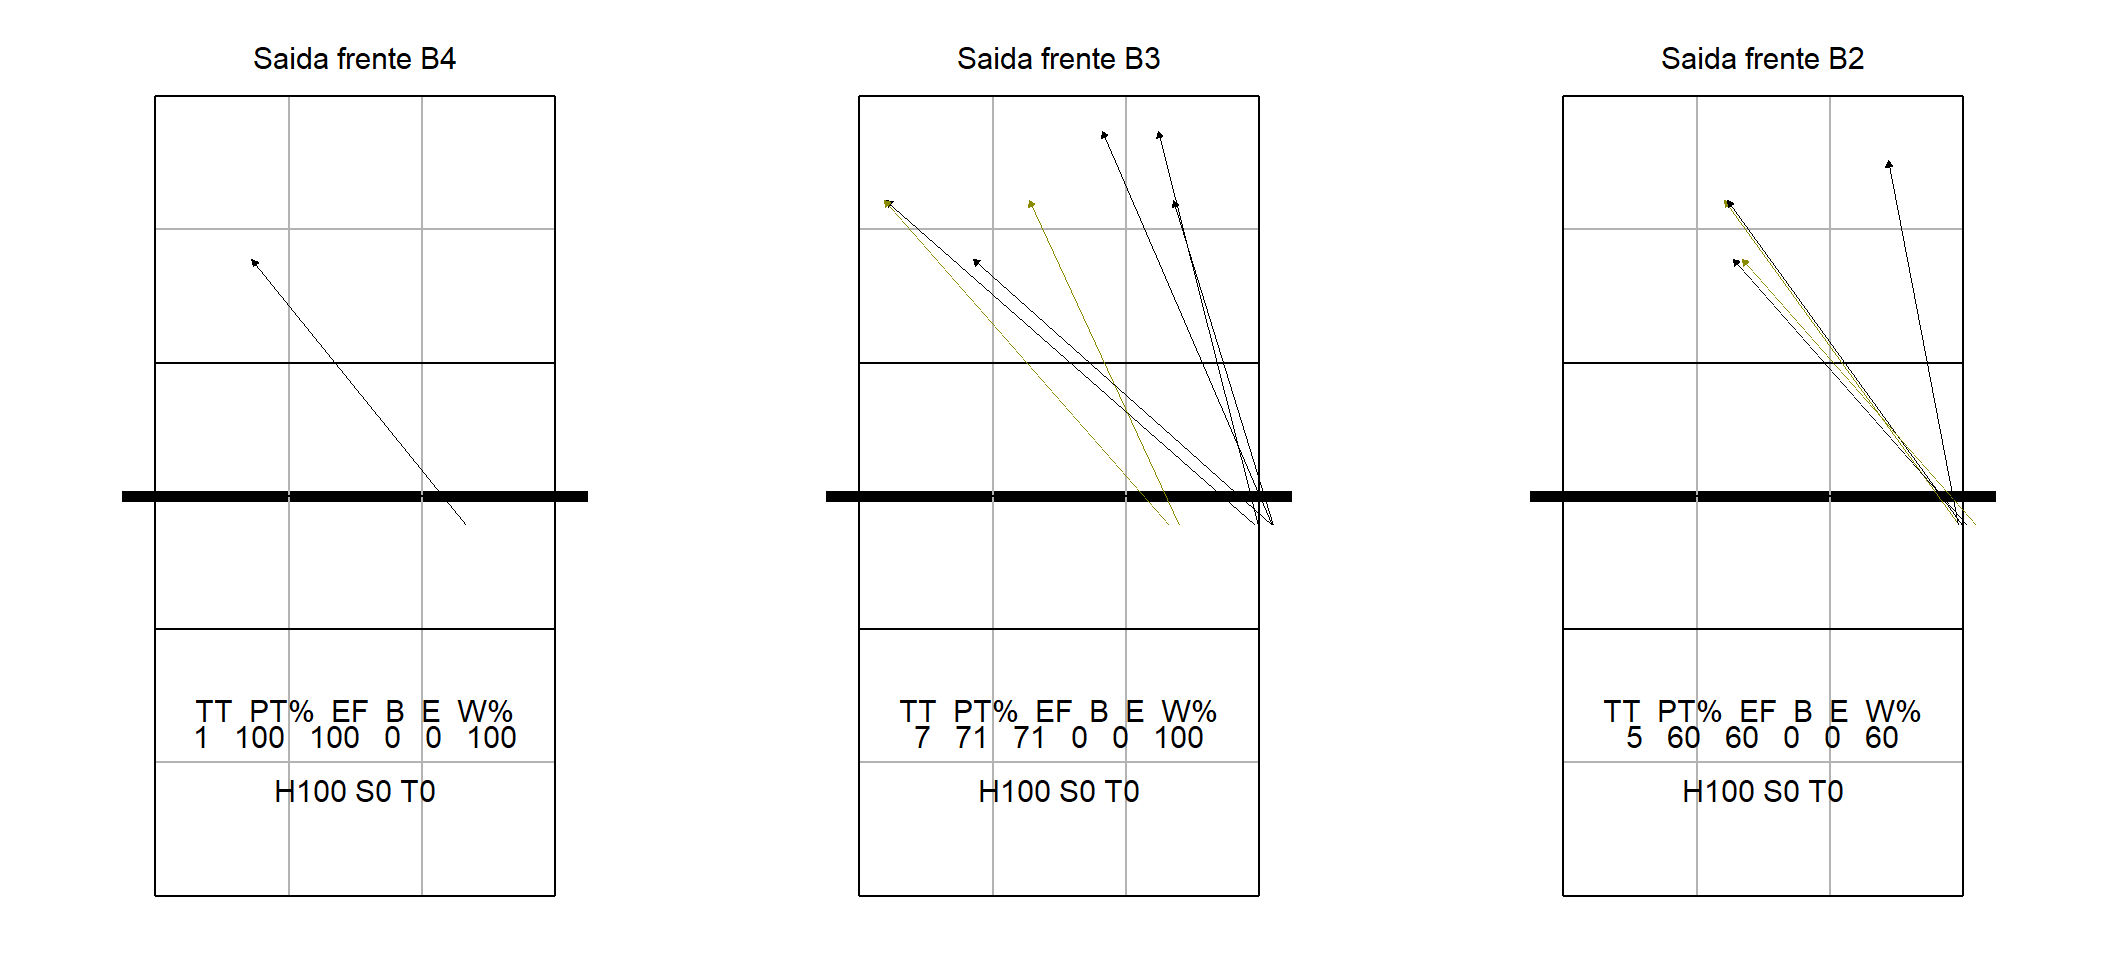 Saida frente B4
TT PT% EF B E W%
1 100 100 0 0 100
H100 S0 T0
Saida frente B3
TT PT% EF B E W%
7 71 71 0 0 100
H100 S0 T0
Saida frente B2
TT PT% EF B E W%
5 60 60 0 0 60
H100 S0 T0